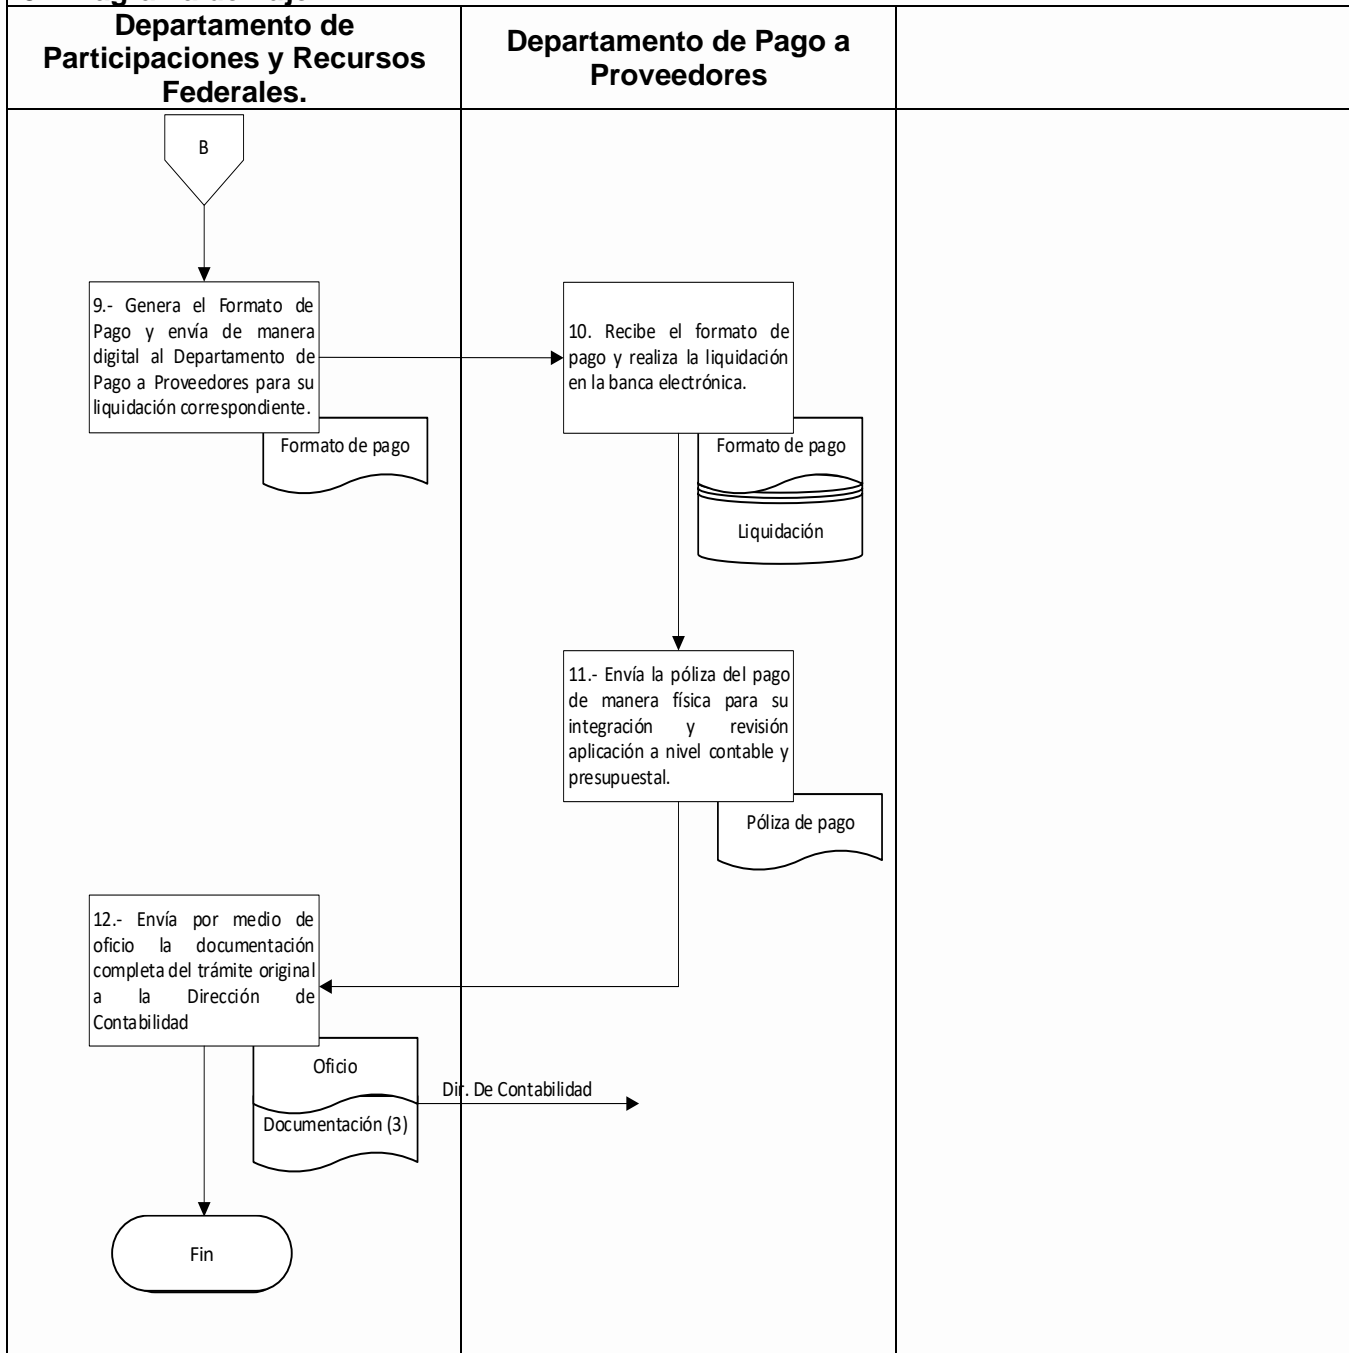 Departamento de
Participaciones y Recursos
Federales.
Departamento de Pago a
Proveedores
B
9.- Genera el Formato de
Pago y envía de manera
digital al Departamento de
Pago a Proveedores para su
liquidación correspondiente.
Formato de pago
10. Recibe el formato de
pago y realiza la liquidación
en la banca electrónica.
Formato de pago
Liquidación
11.- Envía la póliza del pago
de manera física para su
integración y revisión
aplicación a nivel contable y
presupuestal.
Póliza de pago
12.- Envía por medio de
oficio la documentación
completa del trámite original
a la Dirección de
Contabilidad
Oficio
Documentación (3)
Dir. De Contabilidad
Fin